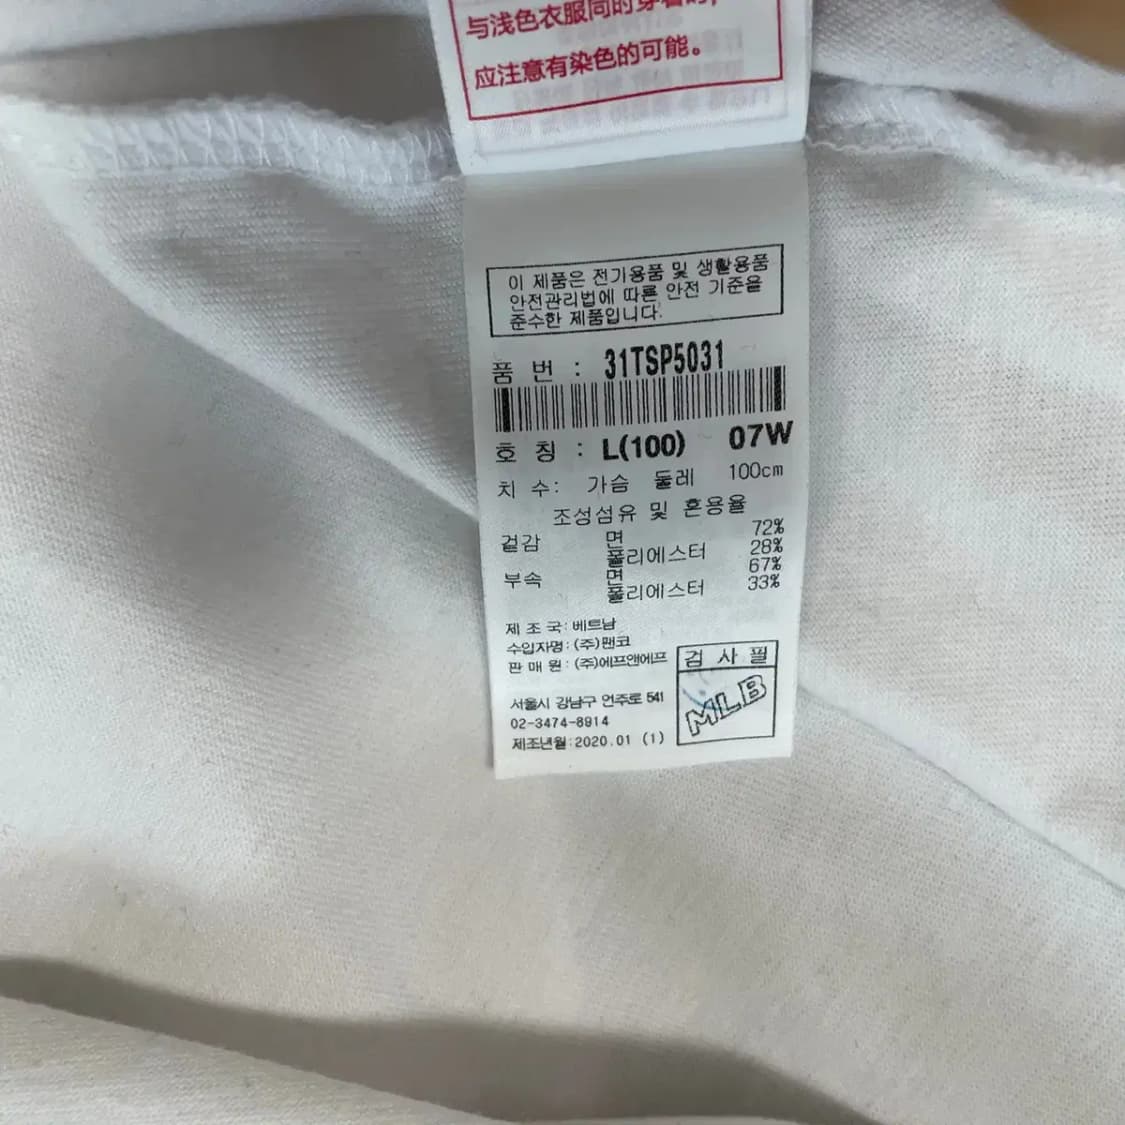 与浅色衣服同时穿着时，
应注意有染色的可能。
이 제품은 전기용품 및 생활용품
안전관리법에 따른 안전 기준을
준수한 제품입니다.
품 번 : 31TSP5031
호 칭 : L(100) 07W
치 수 : 가슴 둘레 100cm
조성섬유 및 혼용율
겉감 면 72%
폴리에스터 28%
부속 면 67%
폴리에스터 33%
제 조 국 : 베트남
수입자명 : (주)팬코
판 매 원 : (주)에프앤에프
서울시 강남구 언주로 541
02-3474-8914
제조년월 : 2020.01 (1)
검 사 필
MLB